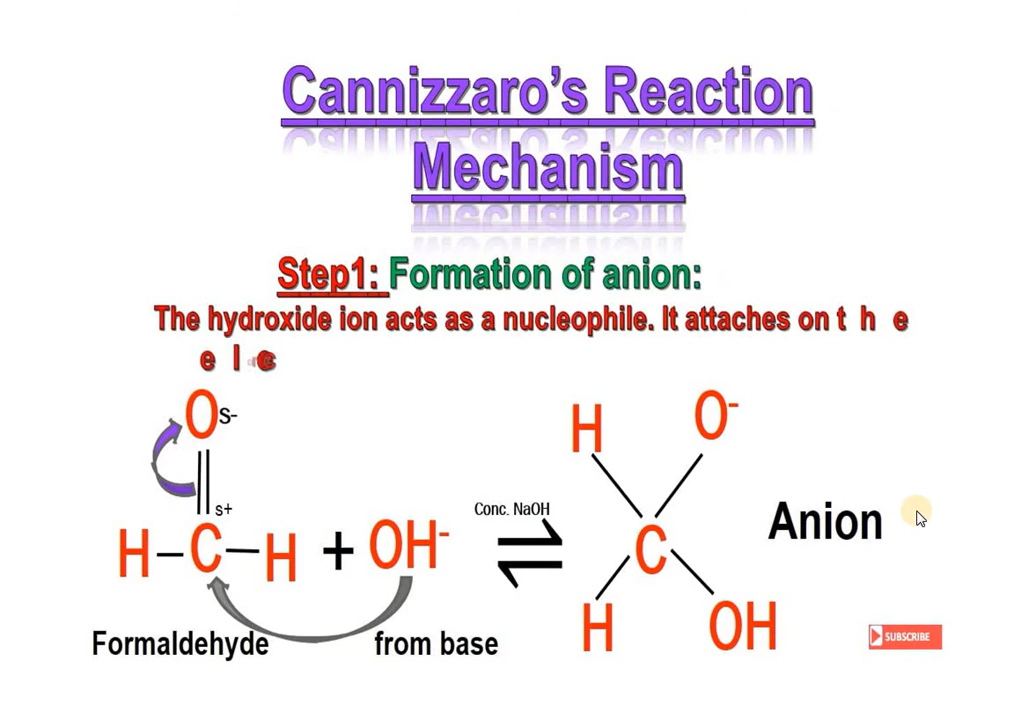 Cannizzaro's Reaction
Mechanism
Step1: Formation of anion:
The hydroxide ion acts as a nucleophile. It attaches on t h e
e l
O s-
s+
H – C – H + OH-
Conc. NaOH
H O-
C
H OH
Anion
Formaldehyde from base
SUBSCRIBE